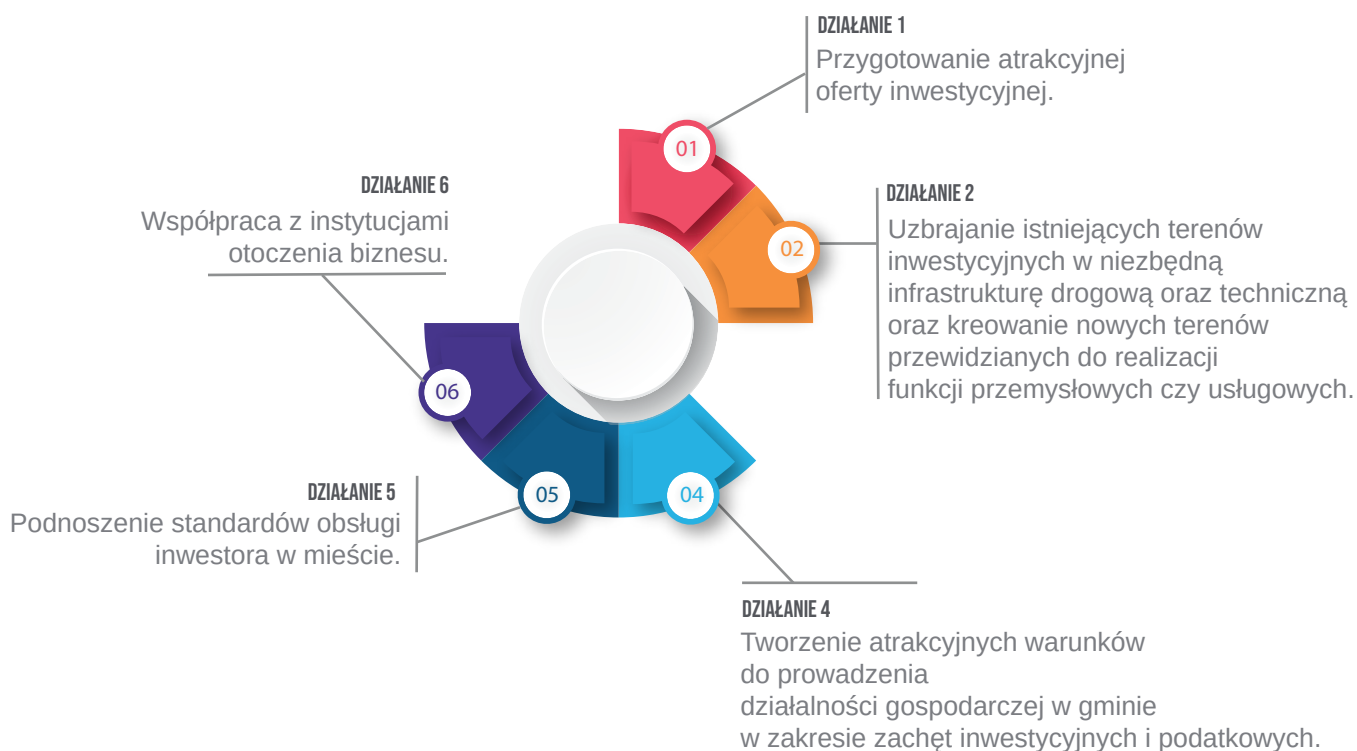 DZIAŁANIE 1
Przygotowanie atrakcyjnej
oferty inwestycyjnej.
01
DZIAŁANIE 2
Uzbrajanie istniejących terenów
inwestycyjnych w niezbędną
infrastrukturę drogową oraz techniczną
oraz kreowanie nowych terenów
przewidzianych do realizacji
funkcji przemysłowych czy usługowych.
02
DZIAŁANIE 6
Współpraca z instytucjami
otoczenia biznesu.
06
DZIAŁANIE 5
Podnoszenie standardów obsługi
inwestora w mieście.
05
04
DZIAŁANIE 4
Tworzenie atrakcyjnych warunków
do prowadzenia
działalności gospodarczej w gminie
w zakresie zachęt inwestycyjnych i podatkowych.